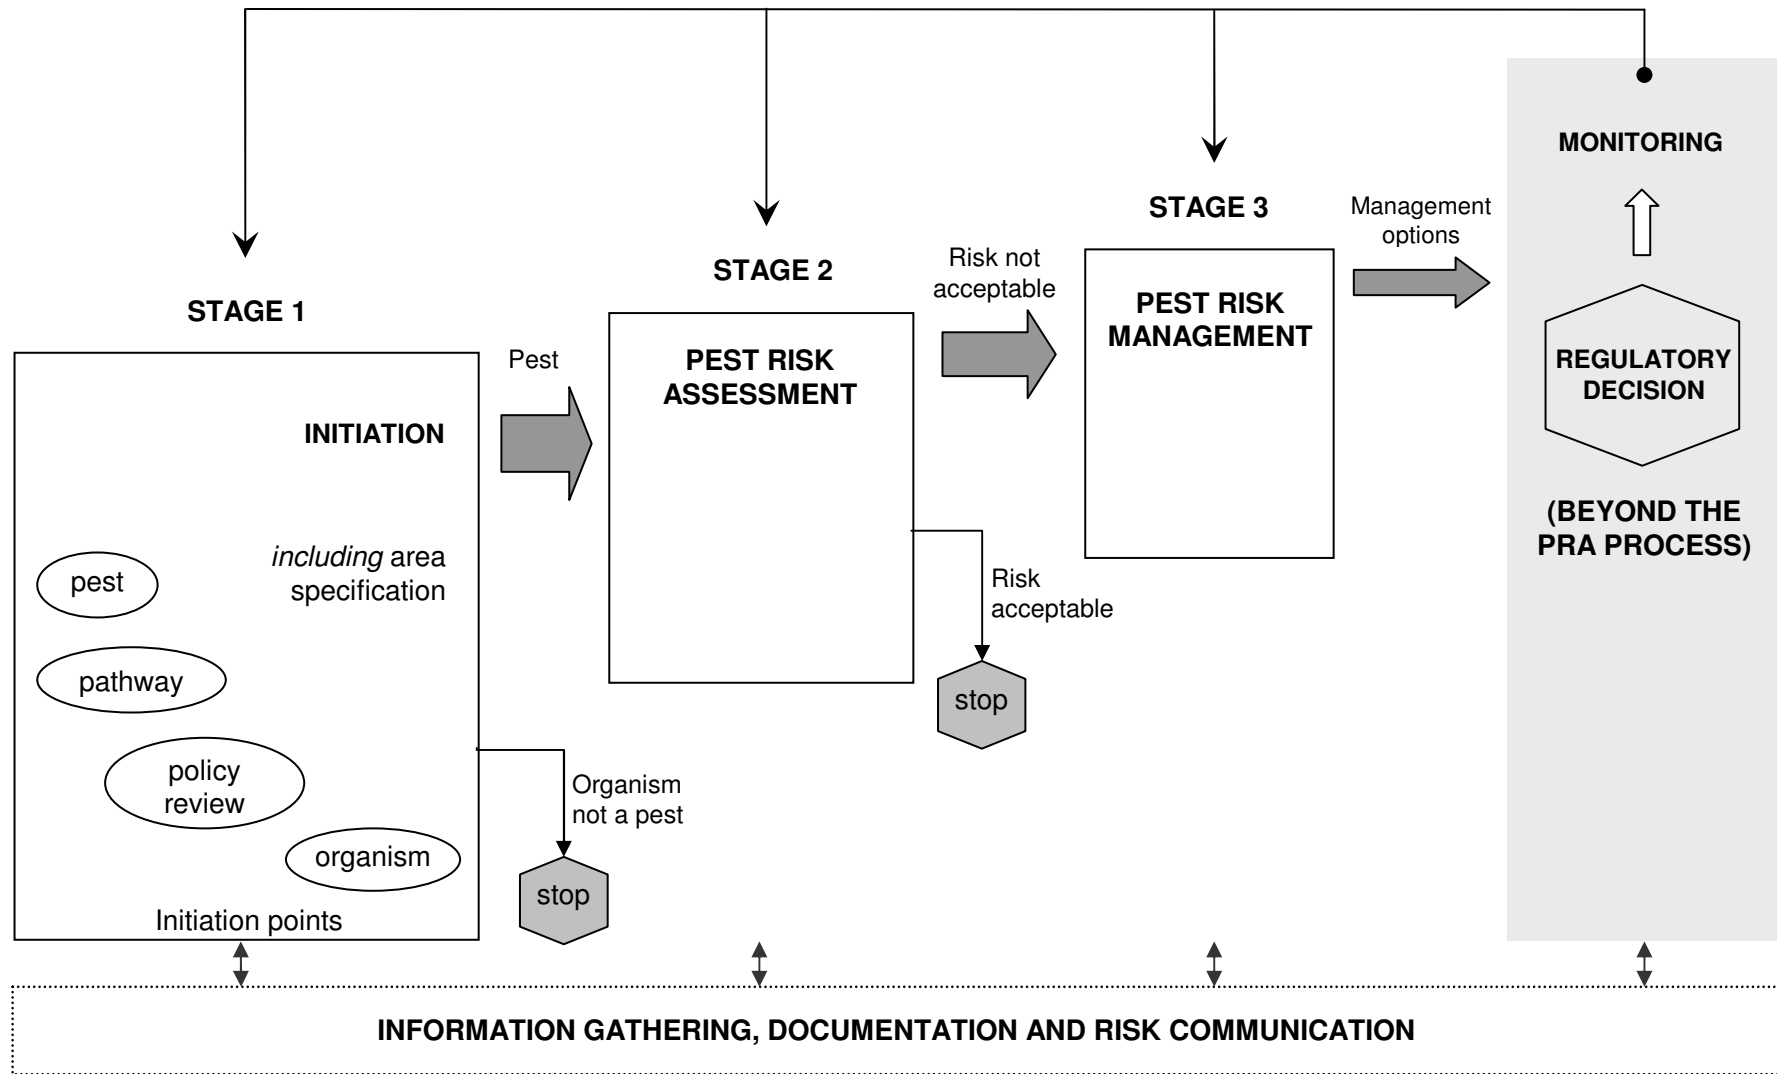 STAGE 1
INITIATION
including area
specification
pest
pathway
policy
review
organism
Initiation points
Pest
Organism
not a pest
stop
STAGE 2
PEST RISK
ASSESSMENT
Risk not
acceptable
Risk
acceptable
stop
STAGE 3
PEST RISK
MANAGEMENT
Management
options
MONITORING
REGULATORY
DECISION
(BEYOND THE
PRA PROCESS)
INFORMATION GATHERING, DOCUMENTATION AND RISK COMMUNICATION